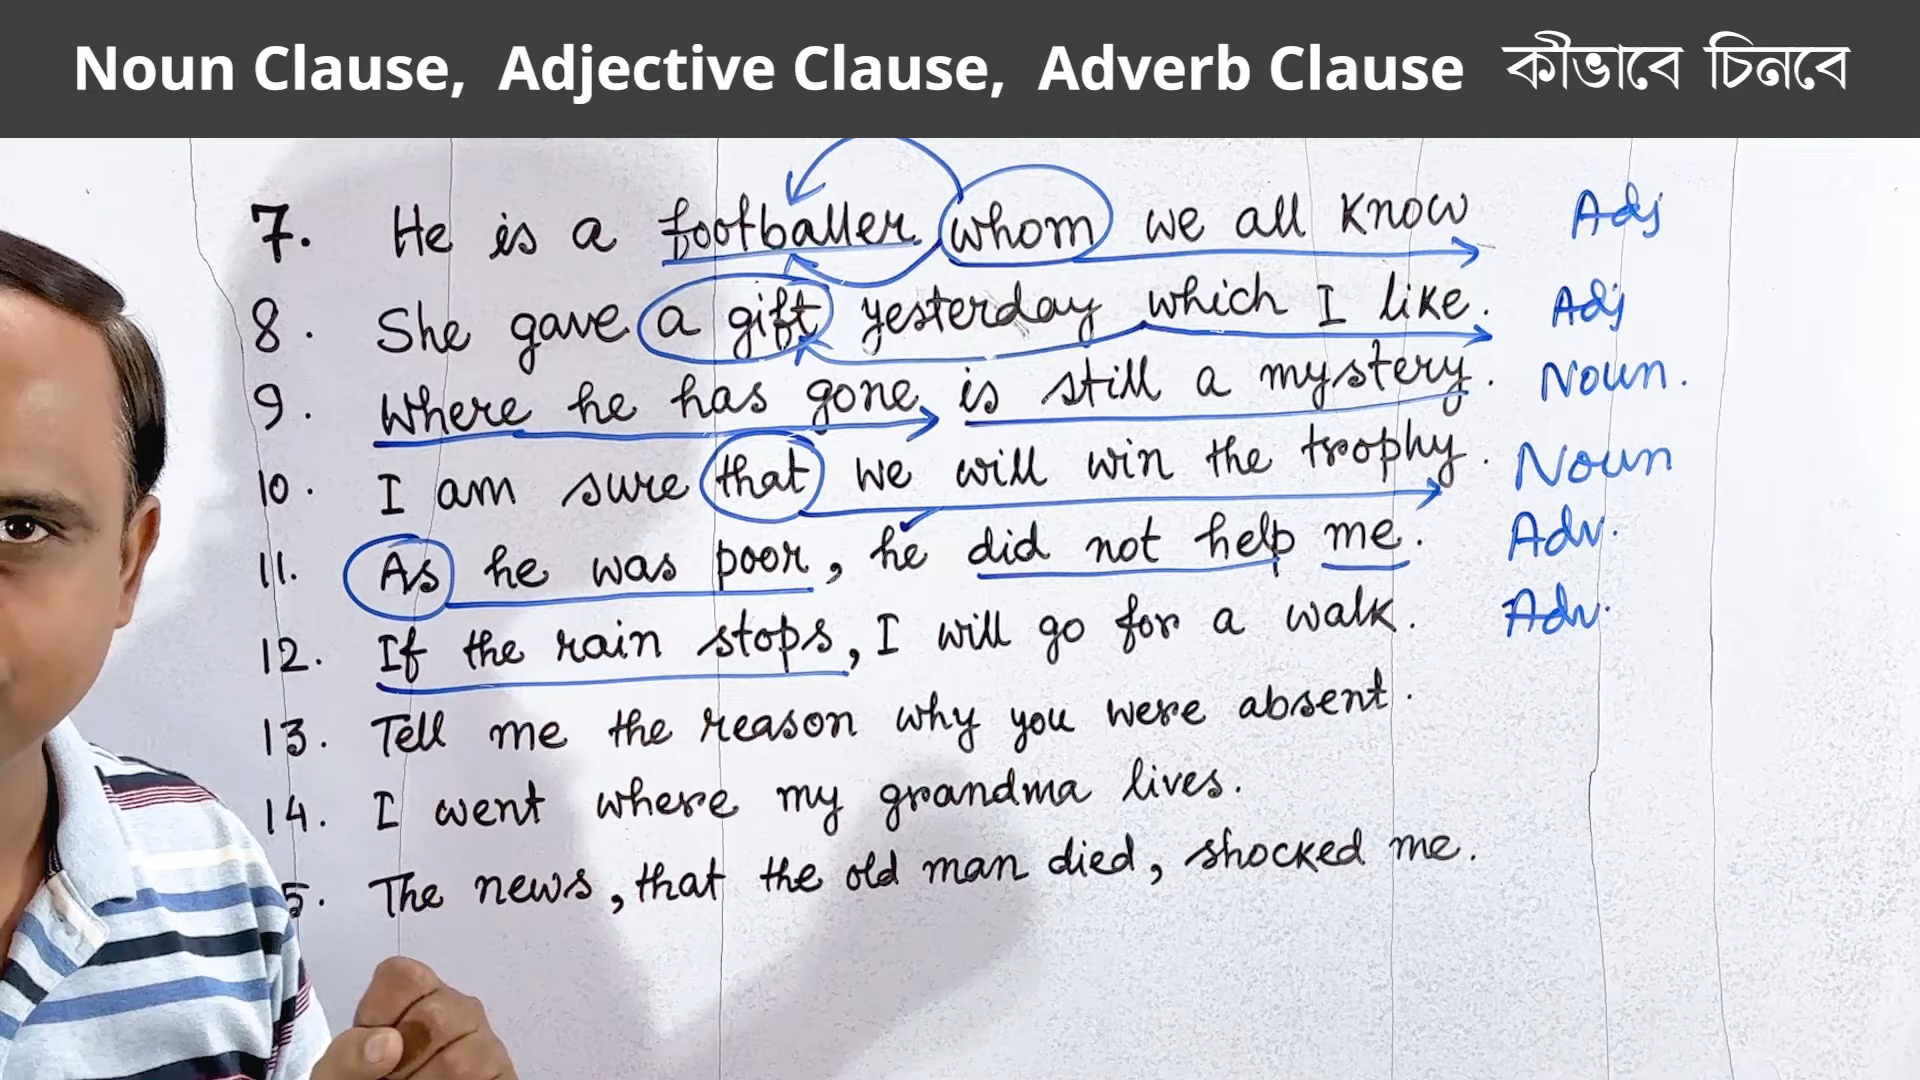 Noun Clause, Adjective Clause, Adverb Clause কীভাবে চিনবে
7. He is a footballer whom we all know Adj
8. She gave a gift yesterday which I like. Adj
9. Where he has gone is still a mystery. Noun.
10. I am sure that we will win the trophy. Noun
11. As he was poor, he did not help me. Adv.
12. If the rain stops, I will go for a walk. Adv.
13. Tell me the reason why you were absent.
14. I went where my grandma lives.
5. The news, that the old man died, shocked me.